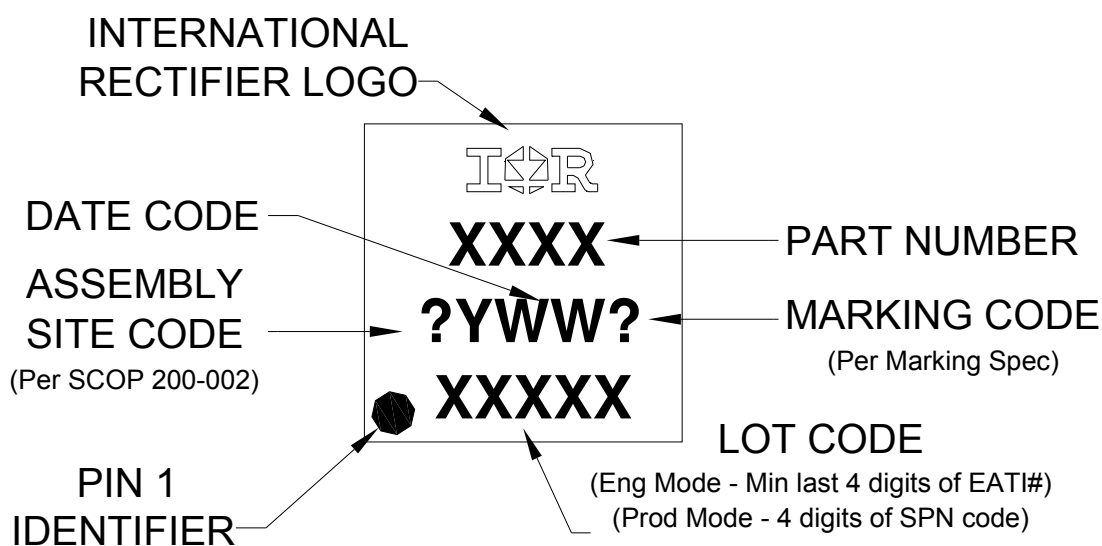 INTERNATIONAL
RECTIFIER LOGO
IOR
DATE CODE
XXXX
PART NUMBER
ASSEMBLY
SITE CODE
(Per SCOP 200-002)
?YWW?
MARKING CODE
(Per Marking Spec)
XXXXX
PIN 1
IDENTIFIER
LOT CODE
(Eng Mode - Min last 4 digits of EATI#)
(Prod Mode - 4 digits of SPN code)